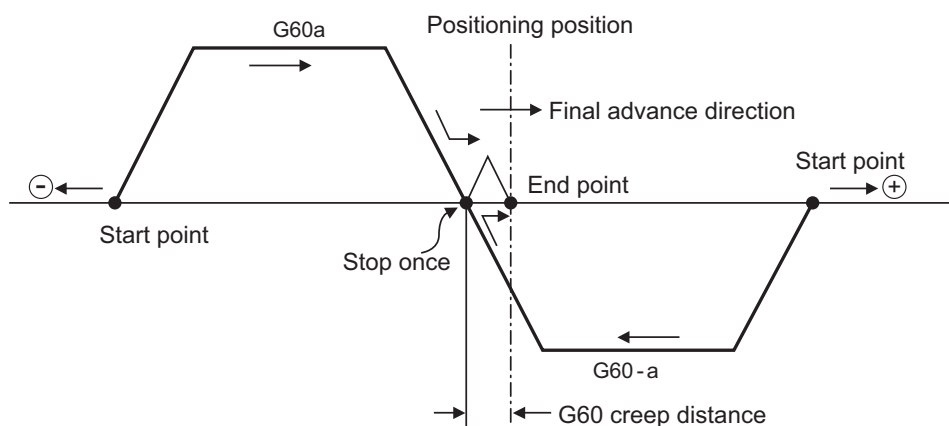 G60a
Positioning position
Final advance direction
Start point
- +
End point
Start point
Stop once
G60-a
G60 creep distance